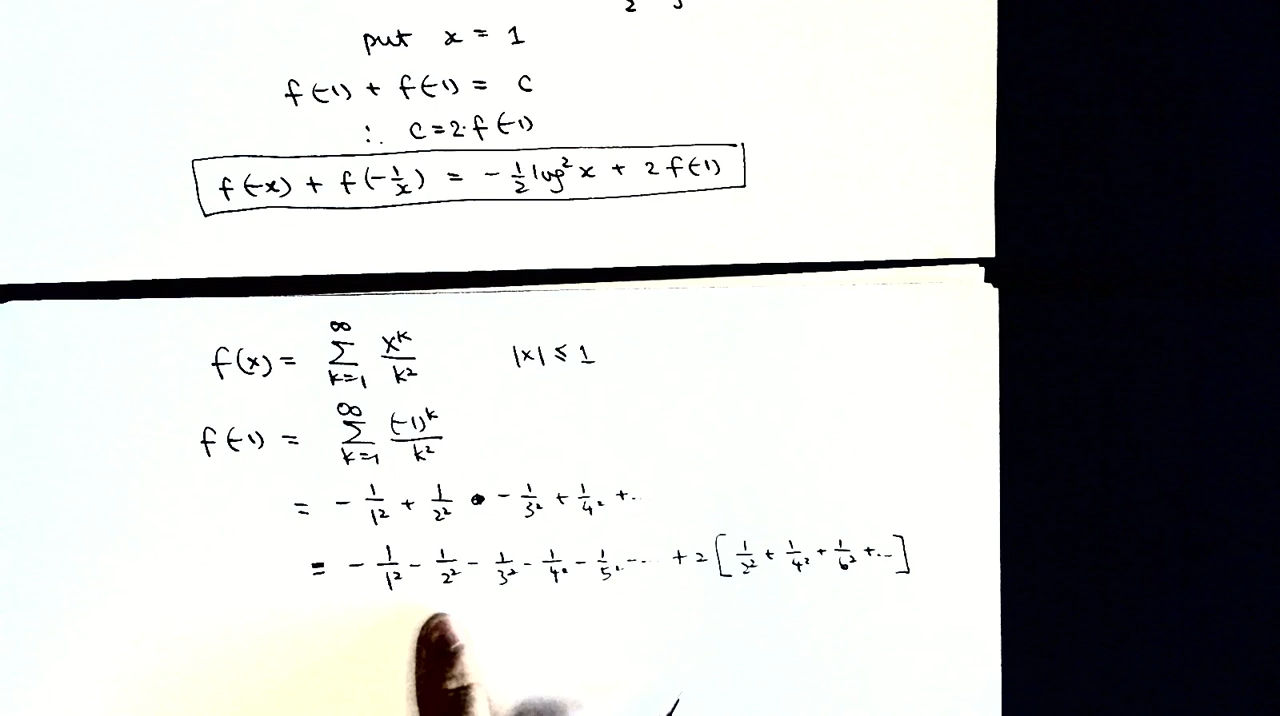 put x = 1
f(-1) + f(-1) = c
∴ c = 2·f(-1)
f(-x) + f(-1/x) = -1/2 log² x + 2 f(-1)
f(x) = ∑_{k=1}^{∞} x^k/k² |x| ≤ 1
f(-1) = ∑_{k=1}^{∞} (-1)^k/k²
= - 1/1² + 1/2² - 1/3² + 1/4² + ..
= - 1/1² - 1/2² - 1/3² - 1/4² - 1/5² - ... + 2 [ 1/2² + 1/4² + 1/6² + ... ]